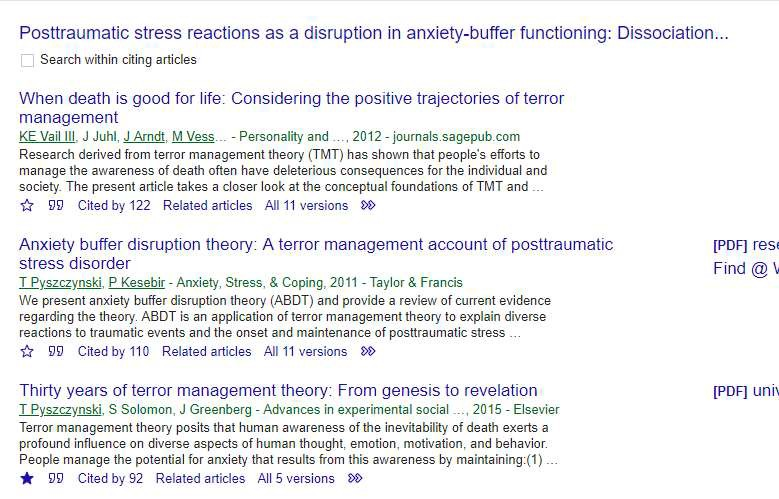 Posttraumatic stress reactions as a disruption in anxiety-buffer functioning: Dissociation...
Search within citing articles
When death is good for life: Considering the positive trajectories of terror
management
KE Vail III, J Juhl, J Arndt, M Vess… - Personality and …, 2012 - journals.sagepub.com
Research derived from terror management theory (TMT) has shown that people's efforts to
manage the awareness of death often have deleterious consequences for the individual and
society. The present article takes a closer look at the conceptual foundations of TMT and …
Cited by 122 Related articles All 11 versions
Anxiety buffer disruption theory: A terror management account of posttraumatic
stress disorder
[PDF] rese
Find @ W
T Pyszczynski, P Kesebir - Anxiety, Stress, & Coping, 2011 - Taylor & Francis
We present anxiety buffer disruption theory (ABDT) and provide a review of current evidence
regarding the theory. ABDT is an application of terror management theory to explain diverse
reactions to traumatic events and the onset and maintenance of posttraumatic stress …
Cited by 110 Related articles All 11 versions
Thirty years of terror management theory: From genesis to revelation
[PDF] univ
T Pyszczynski, S Solomon, J Greenberg - Advances in experimental social …, 2015 - Elsevier
Terror management theory posits that human awareness of the inevitability of death exerts a
profound influence on diverse aspects of human thought, emotion, motivation, and behavior.
People manage the potential for anxiety that results from this awareness by maintaining:(1) …
Cited by 92 Related articles All 5 versions